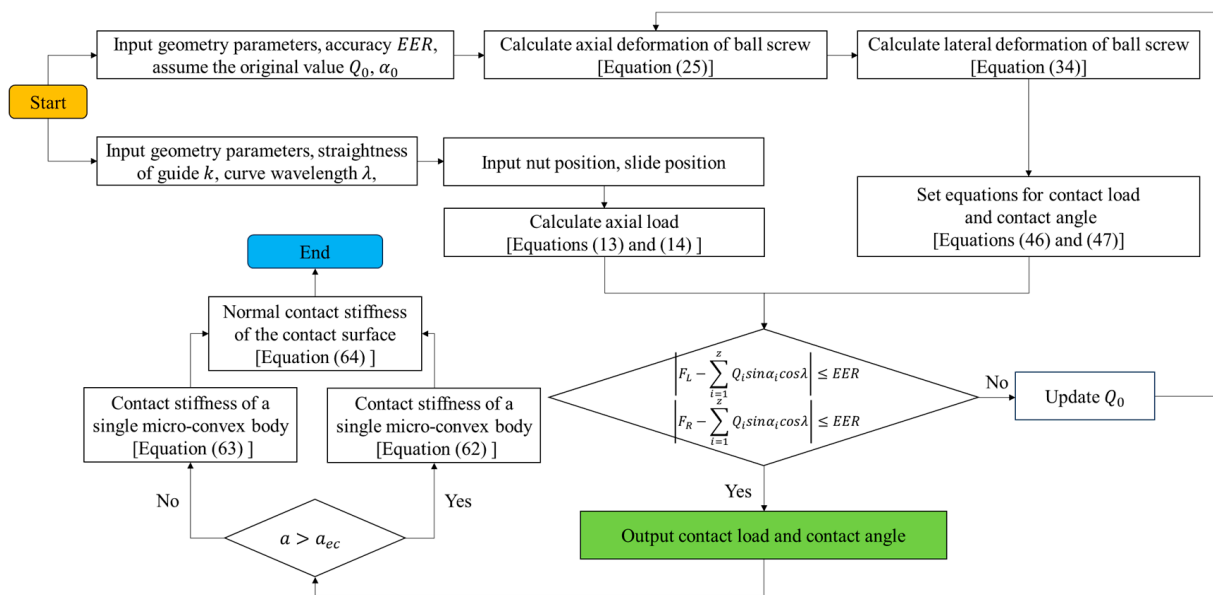 Start
Input geometry parameters, accuracy EER,
assume the original value Q₀, α₀
Calculate axial deformation of ball screw
[Equation (25)]
Calculate lateral deformation of ball screw
[Equation (34)]
Input geometry parameters, straightness
of guide k, curve wavelength λ,
Input nut position, slide position
Calculate axial load
[Equations (13) and (14) ]
Set equations for contact load
and contact angle
[Equations (46) and (47)]
|F_L − ∑_{i=1}^{z} Q_i sinα_i cosλ| ≤ EER
|F_R − ∑_{i=1}^{z} Q_i sinα_i cosλ| ≤ EER
No
Update Q₀
Yes
Output contact load and contact angle
a > a_{ec}
No
Yes
Contact stiffness of a
single micro-convex body
[Equation (63) ]
Contact stiffness of a
single micro-convex body
[Equation (62) ]
Normal contact stiffness
of the contact surface
[Equation (64) ]
End